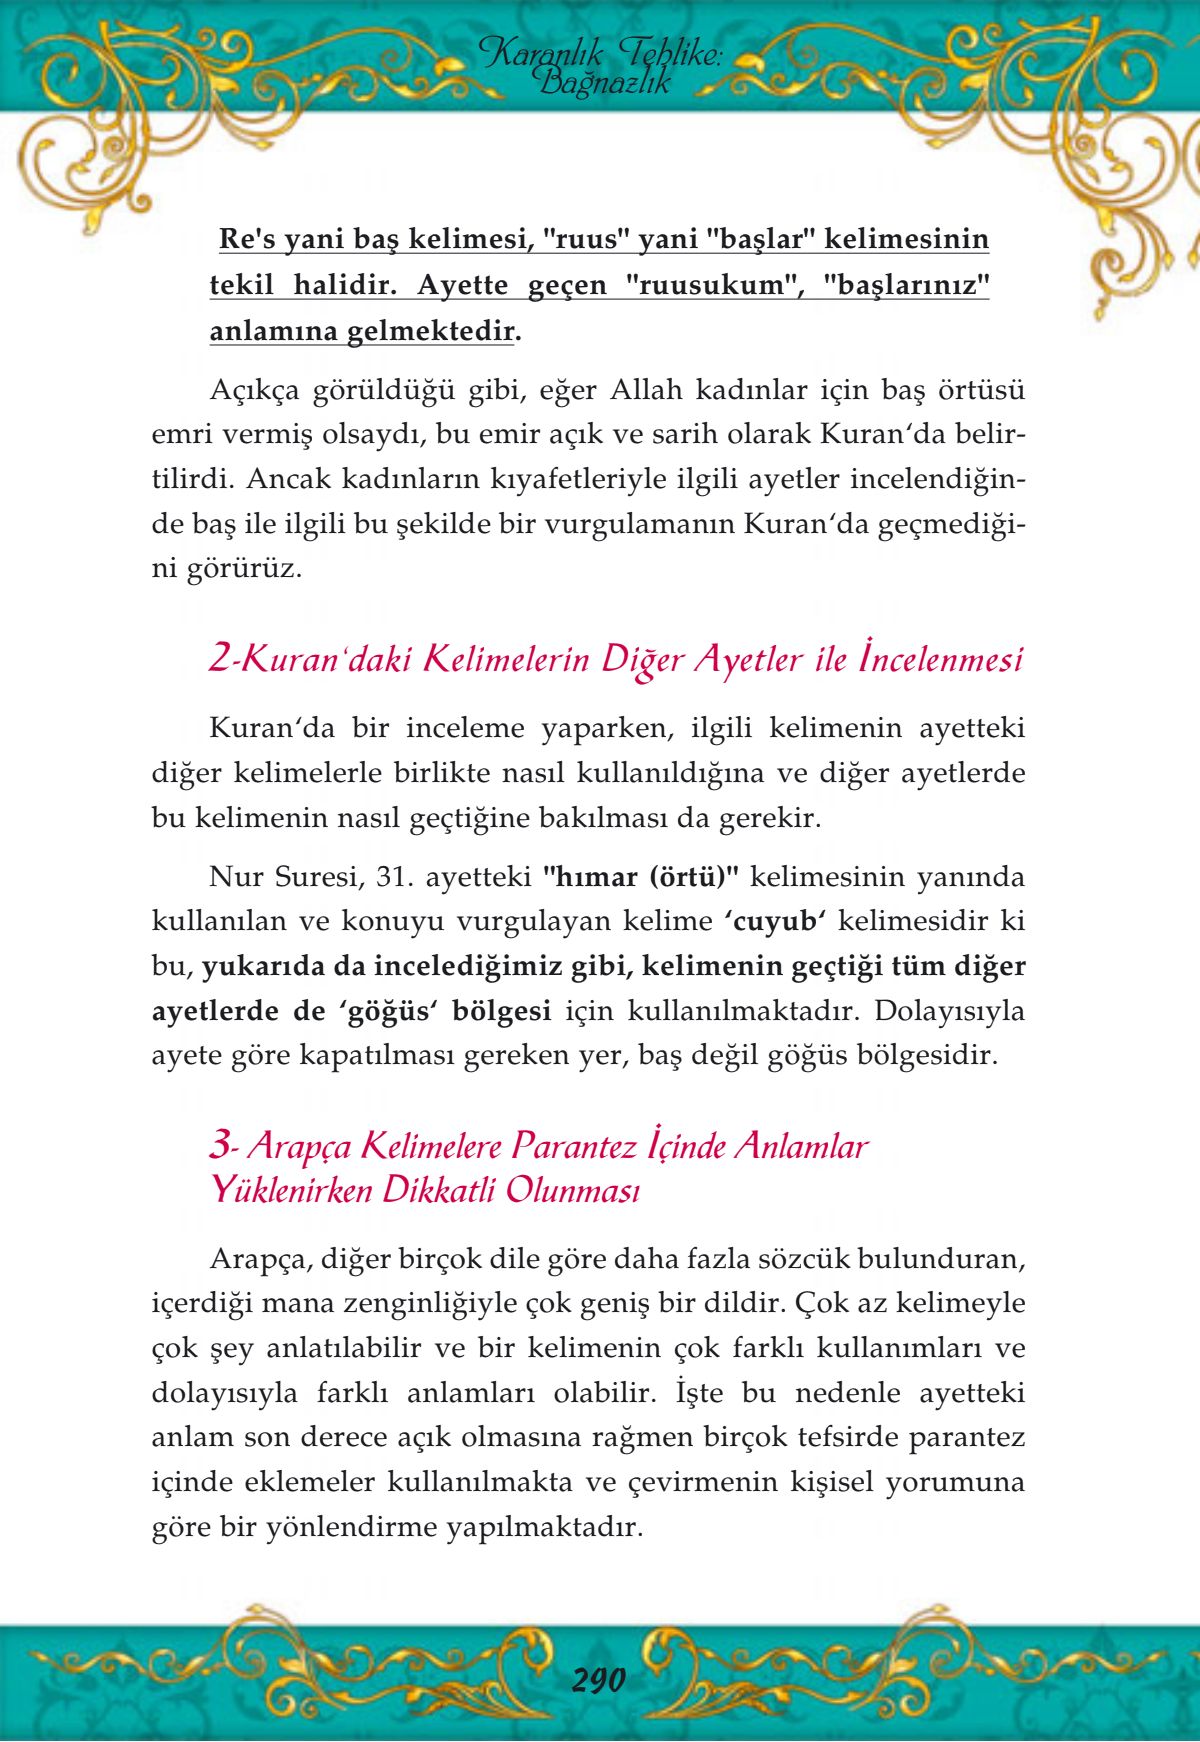 Karanlık Tehlike:
Bağnazlık
Re's yani baş kelimesi, "ruus" yani "başlar" kelimesinin
tekil halidir. Ayette geçen "ruusukum", "başlarınız"
anlamına gelmektedir.
Açıkça görüldüğü gibi, eğer Allah kadınlar için baş örtüsü
emri vermiş olsaydı, bu emir açık ve sarih olarak Kuran‘da belir-
tilirdi. Ancak kadınların kıyafetleriyle ilgili ayetler incelendiğin-
de baş ile ilgili bu şekilde bir vurgulamanın Kuran‘da geçmediği-
ni görürüz.
2-Kuran‘daki Kelimelerin Diğer Ayetler ile İncelenmesi
Kuran‘da bir inceleme yaparken, ilgili kelimenin ayetteki
diğer kelimelerle birlikte nasıl kullanıldığına ve diğer ayetlerde
bu kelimenin nasıl geçtiğine bakılması da gerekir.
Nur Suresi, 31. ayetteki "hımar (örtü)" kelimesinin yanında
kullanılan ve konuyu vurgulayan kelime ‘cuyub‘ kelimesidir ki
bu, yukarıda da incelediğimiz gibi, kelimenin geçtiği tüm diğer
ayetlerde de ‘göğüs‘ bölgesi için kullanılmaktadır. Dolayısıyla
ayete göre kapatılması gereken yer, baş değil göğüs bölgesidir.
3- Arapça Kelimelere Parantez İçinde Anlamlar
Yüklenirken Dikkatli Olunması
Arapça, diğer birçok dile göre daha fazla sözcük bulunduran,
içerdiği mana zenginliğiyle çok geniş bir dildir. Çok az kelimeyle
çok şey anlatılabilir ve bir kelimenin çok farklı kullanımları ve
dolayısıyla farklı anlamları olabilir. İşte bu nedenle ayetteki
anlam son derece açık olmasına rağmen birçok tefsirde parantez
içinde eklemeler kullanılmakta ve çevirmenin kişisel yorumuna
göre bir yönlendirme yapılmaktadır.
290